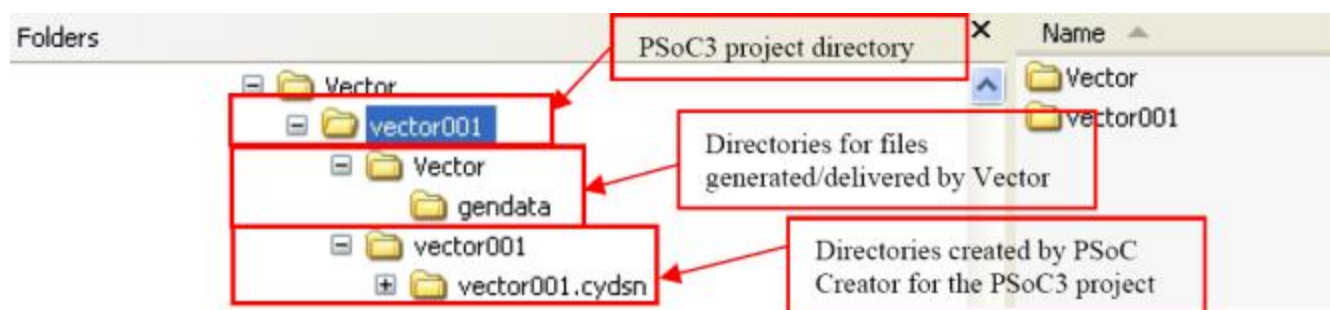 Folders
PSoC3 project directory
Name
Vector
vector001
Vector
gendata
vector001
vector001.cydsn
Directories for files
generated/delivered by Vector
Directories created by PSoC
Creator for the PSoC3 project
Vector
vector001